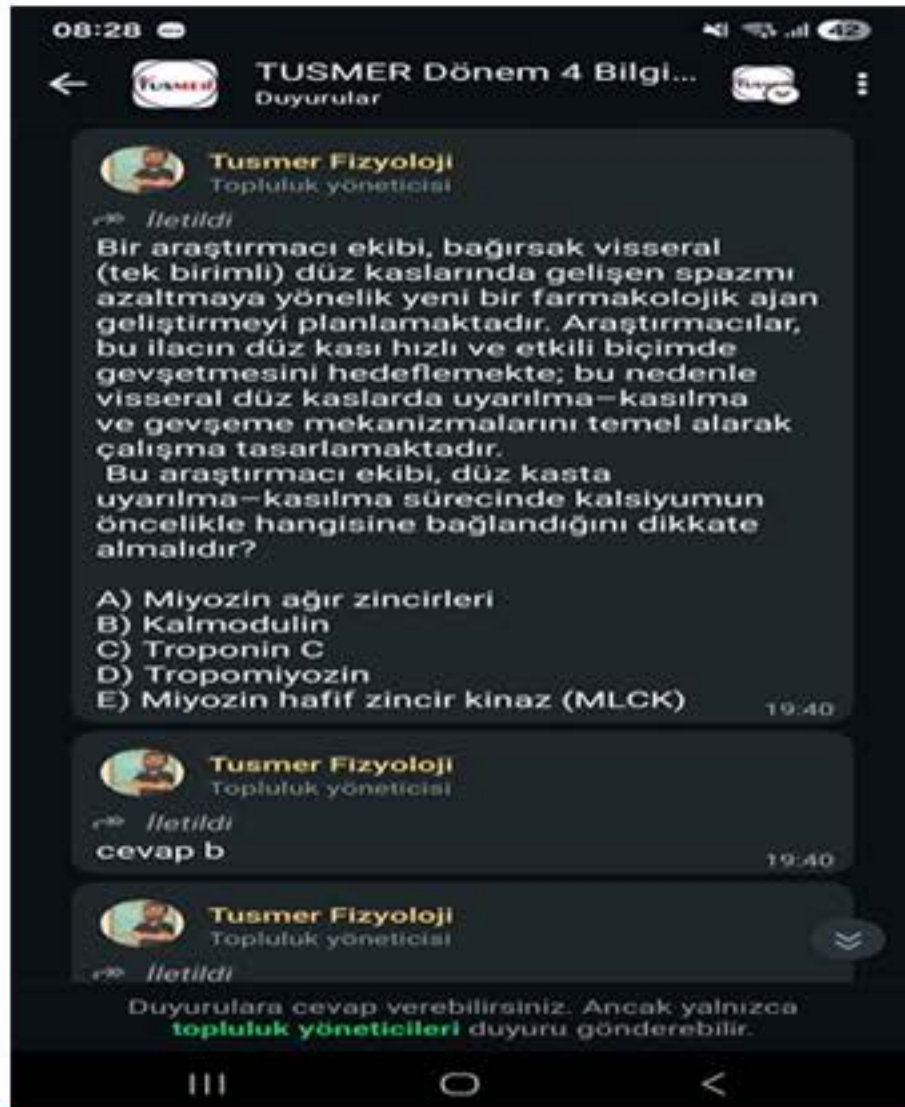 08:28
42
TUSMER
TUSMER Dönem 4 Bilgi...
Duyurular
Tusmer Fizyoloji
Topluluk yöneticisi
İletildi
Bir araştırmacı ekibi, bağırsak visseral
(tek birimli) düz kaslarında gelişen spazmı
azaltmaya yönelik yeni bir farmakolojik ajan
geliştirmeyi planlamaktadır. Araştırmacılar,
bu ilacın düz kası hızlı ve etkili biçimde
gevşetmesini hedeflemekte; bu nedenle
visseral düz kaslarda uyarılma−kasılma
ve gevşeme mekanizmalarını temel alarak
çalışma tasarlamaktadır.
Bu araştırmacı ekibi, düz kasta
uyarılma−kasılma sürecinde kalsiyumun
öncelikle hangisine bağlandığını dikkate
almalıdır?
A) Miyozin ağır zincirleri
B) Kalmodulin
C) Troponin C
D) Tropomiyozin
E) Miyozin hafif zincir kinaz (MLCK)
19:40
Tusmer Fizyoloji
Topluluk yöneticisi
İletildi
cevap b
19:40
Tusmer Fizyoloji
Topluluk yöneticisi
İletildi
Duyurulara cevap verebilirsiniz. Ancak yalnızca
topluluk yöneticileri duyuru gönderebilir.